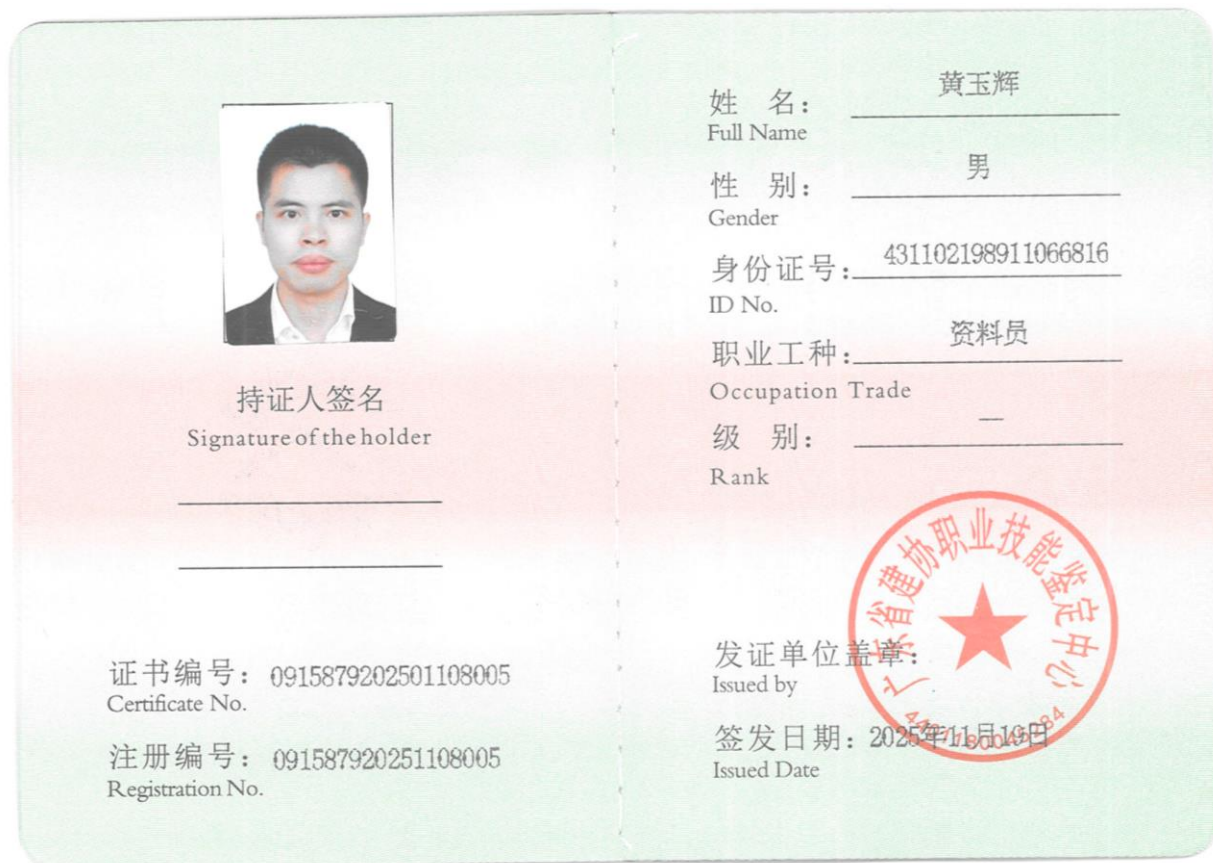 持证人签名
Signature of the holder
证书编号：0915879202501108005
Certificate No.
注册编号：091587920251108005
Registration No.
姓 名：黄玉辉
Full Name
性 别：男
Gender
身份证号：431102198911066816
ID No.
职业工种：资料员
Occupation Trade
级 别：一
Rank
广东省建协职业技能鉴定中心
发证单位盖章：
Issued by
签发日期：2025年11月19日
Issued Date